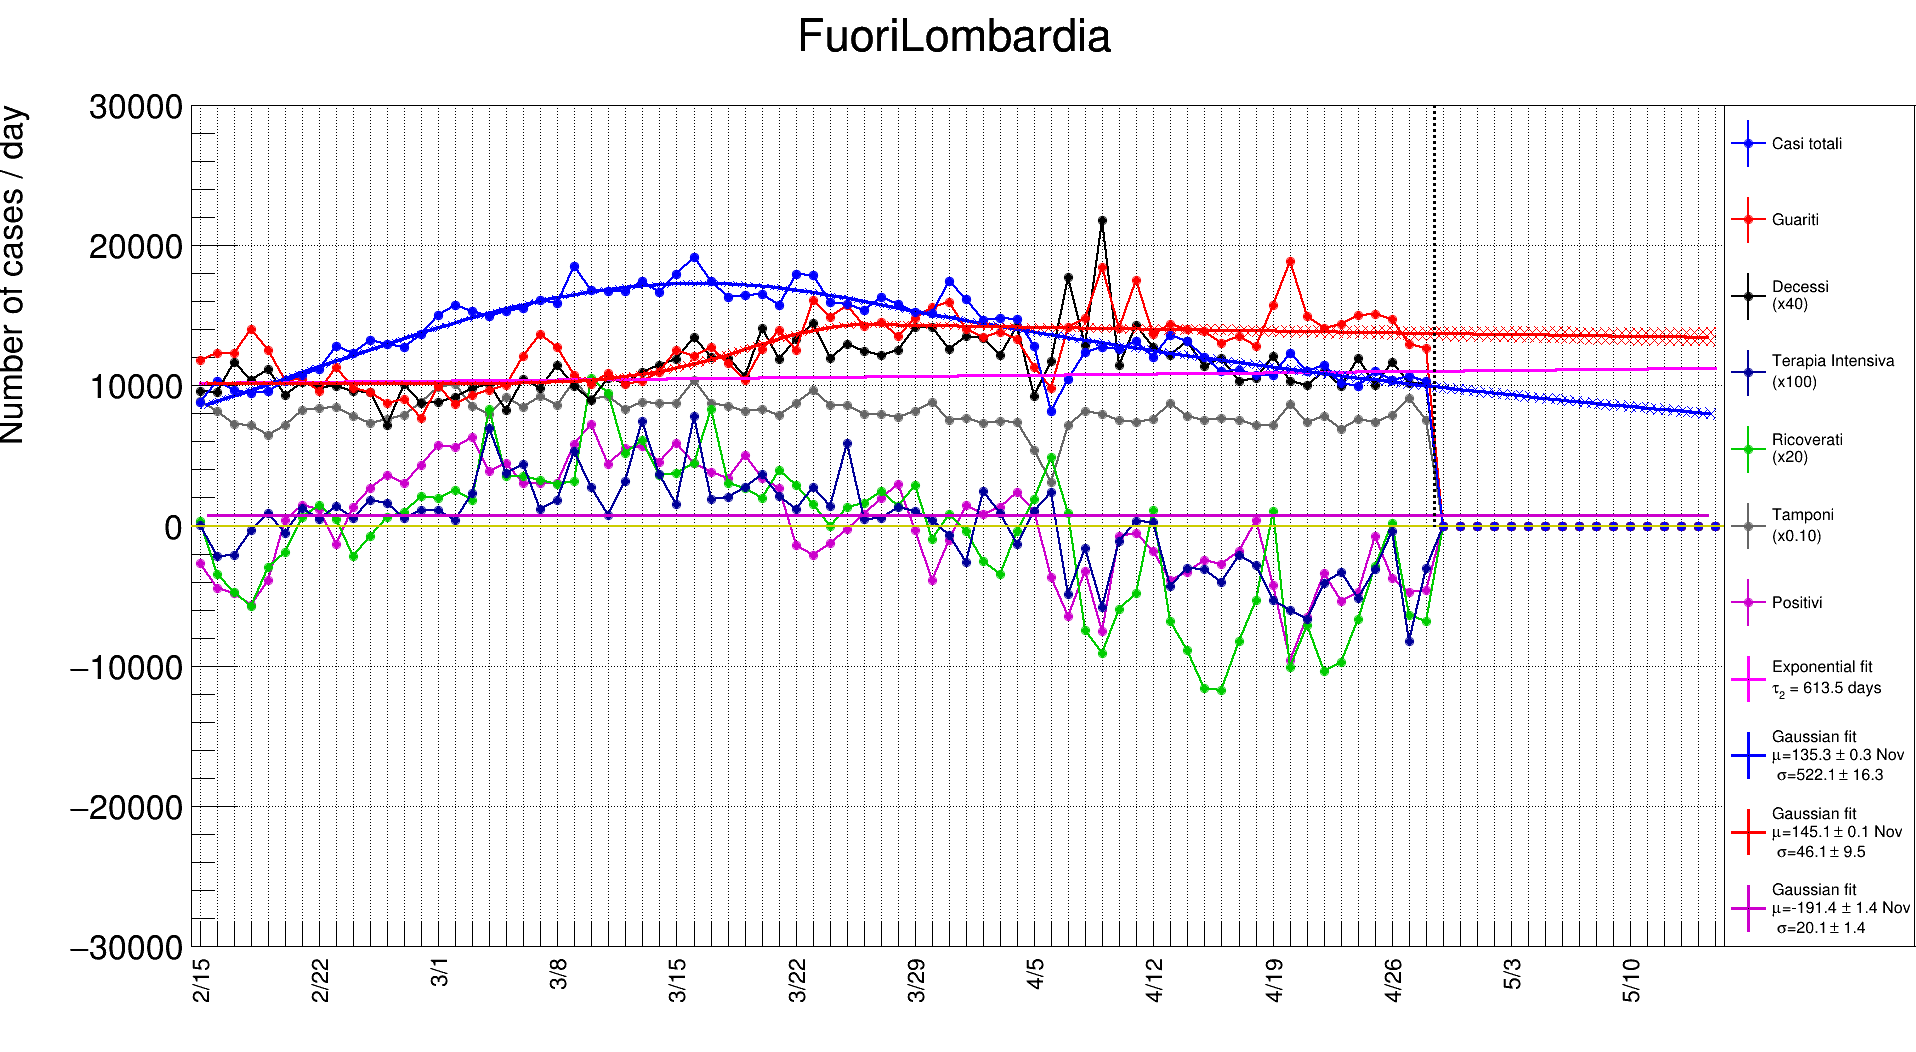 FuoriLombardia
Number of cases / day
30000
20000
10000
0
−10000
−20000
−30000
2/15
2/22
3/1
3/8
3/15
3/22
3/29
4/5
4/12
4/19
4/26
5/3
5/10
Casi totali
Guariti
Decessi
(x40)
Terapia Intensiva
(x100)
Ricoverati
(x20)
Tamponi
(x0.10)
Positivi
Exponential fit
τ2 = 613.5 days
Gaussian fit
μ=135.3 ± 0.3 Nov
σ=522.1 ± 16.3
Gaussian fit
μ=145.1 ± 0.1 Nov
σ=46.1 ± 9.5
Gaussian fit
μ=-191.4 ± 1.4 Nov
σ=20.1 ± 1.4